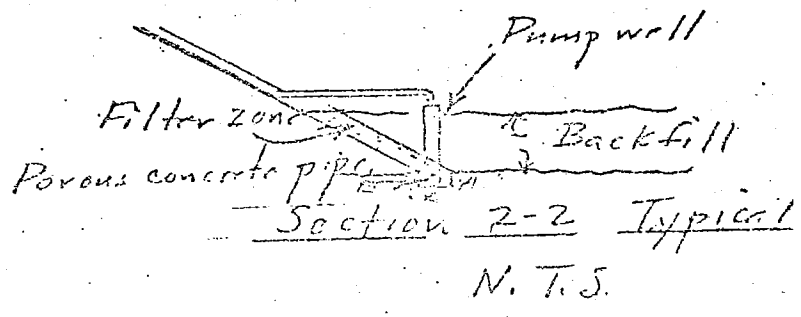 Pump well
Filter zone
Backfill
Porous concrete pipe
Section 2-2 Typical
N.T.S.